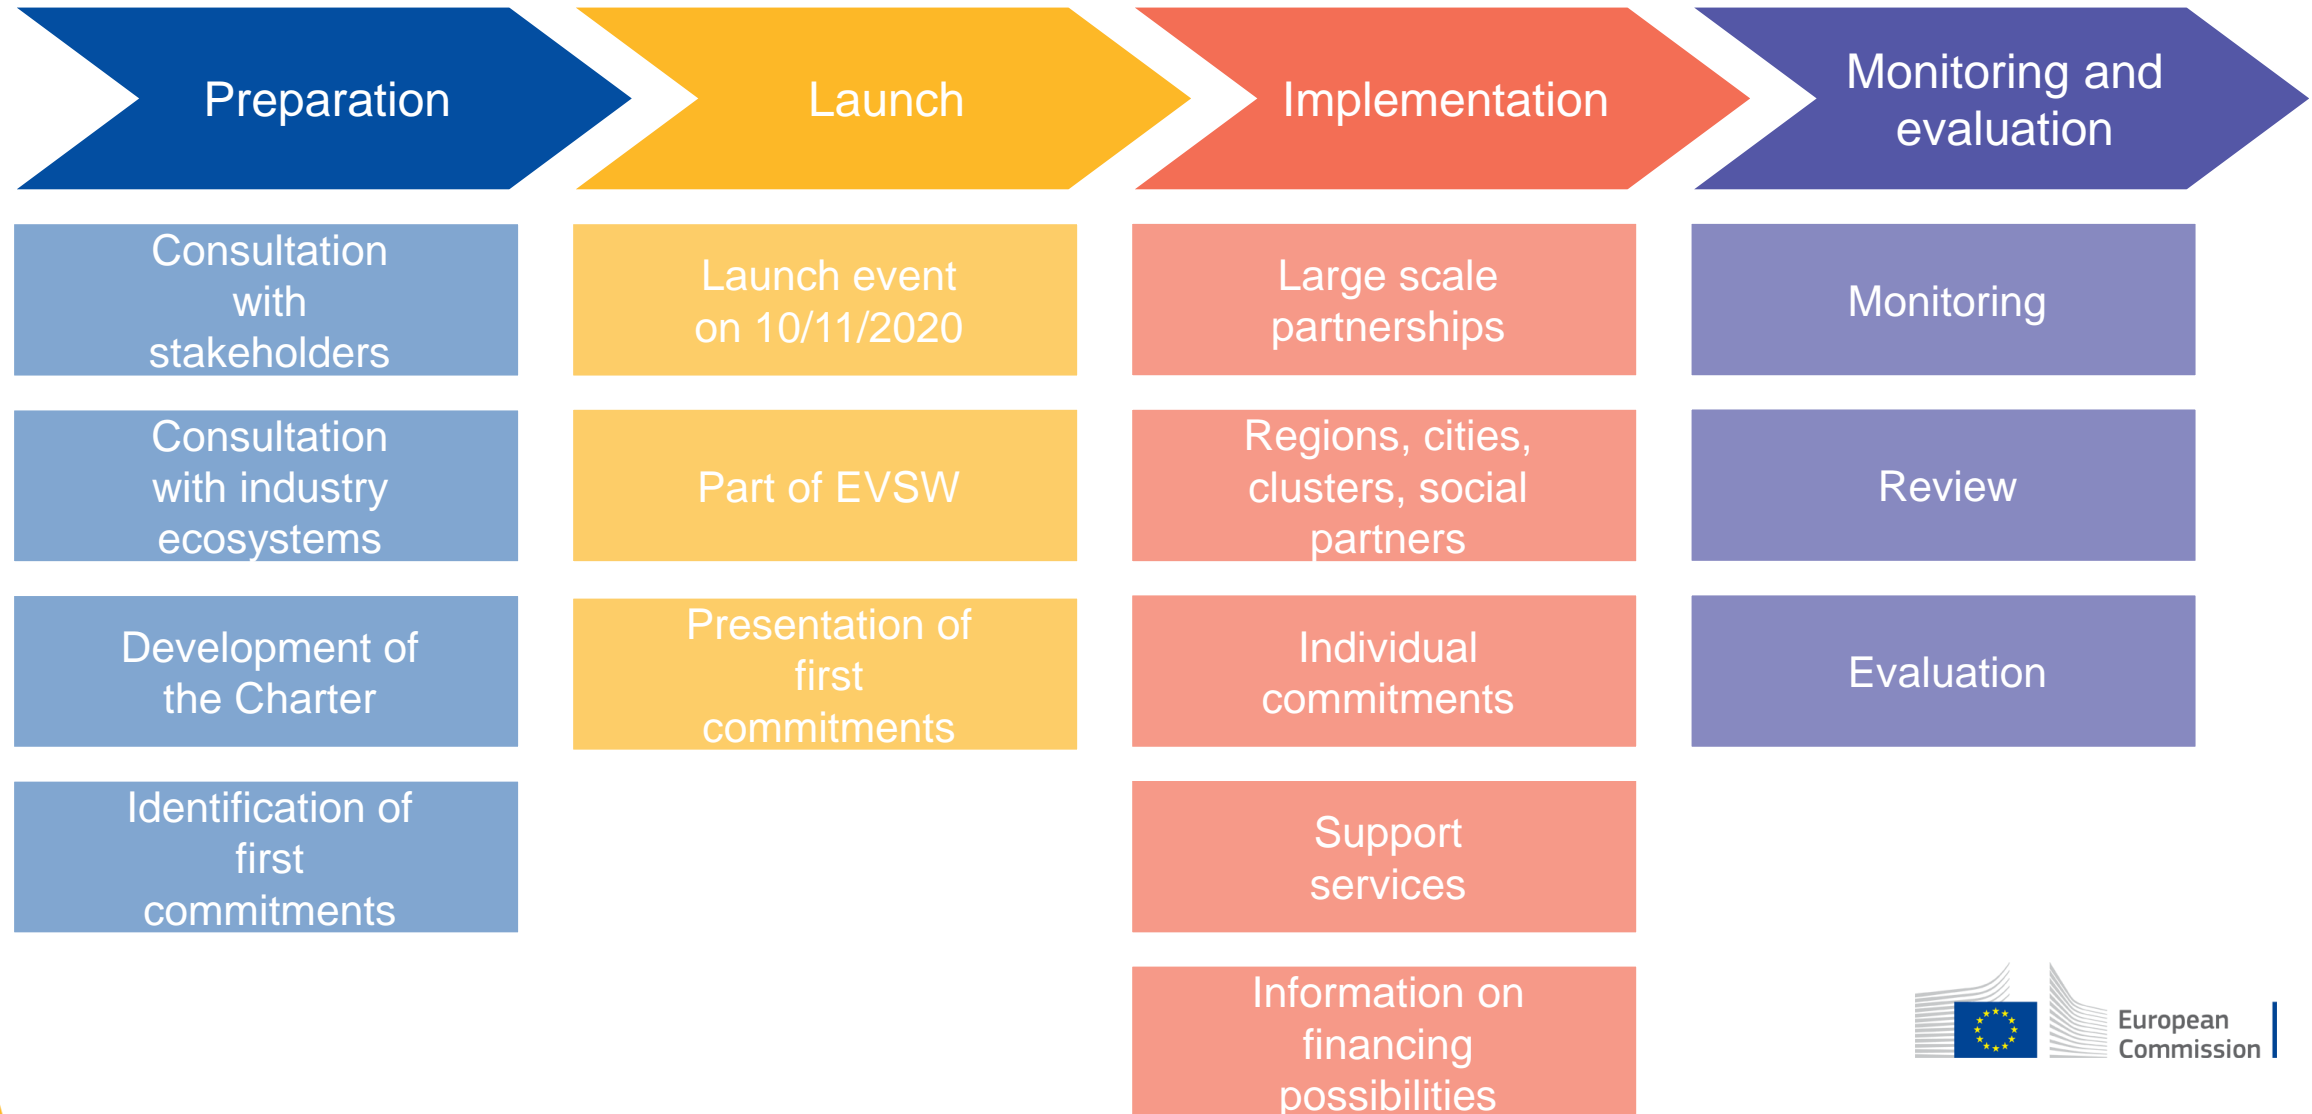 Preparation
Launch
Implementation
Monitoring and
evaluation
Consultation
with
stakeholders
Consultation
with industry
ecosystems
Development of
the Charter
Identification of
first
commitments
Launch event
on 10/11/2020
Part of EVSW
Presentation of
first
commitments
Large scale
partnerships
Regions, cities,
clusters, social
partners
Individual
commitments
Support
services
Information on
financing
possibilities
Monitoring
Review
Evaluation
European
Commission